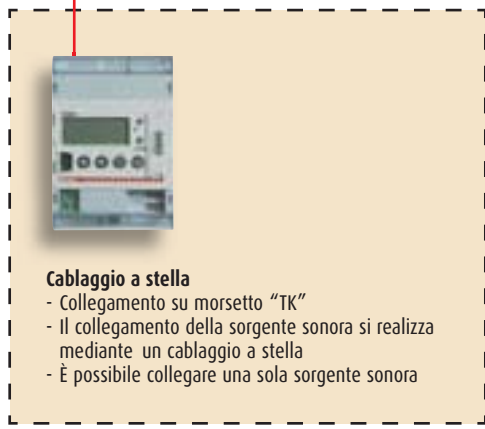 Cablaggio a stella
- Collegamento su morsetto “TK”
- Il collegamento della sorgente sonora si realizza
mediante un cablaggio a stella
- È possibile collegare una sola sorgente sonora